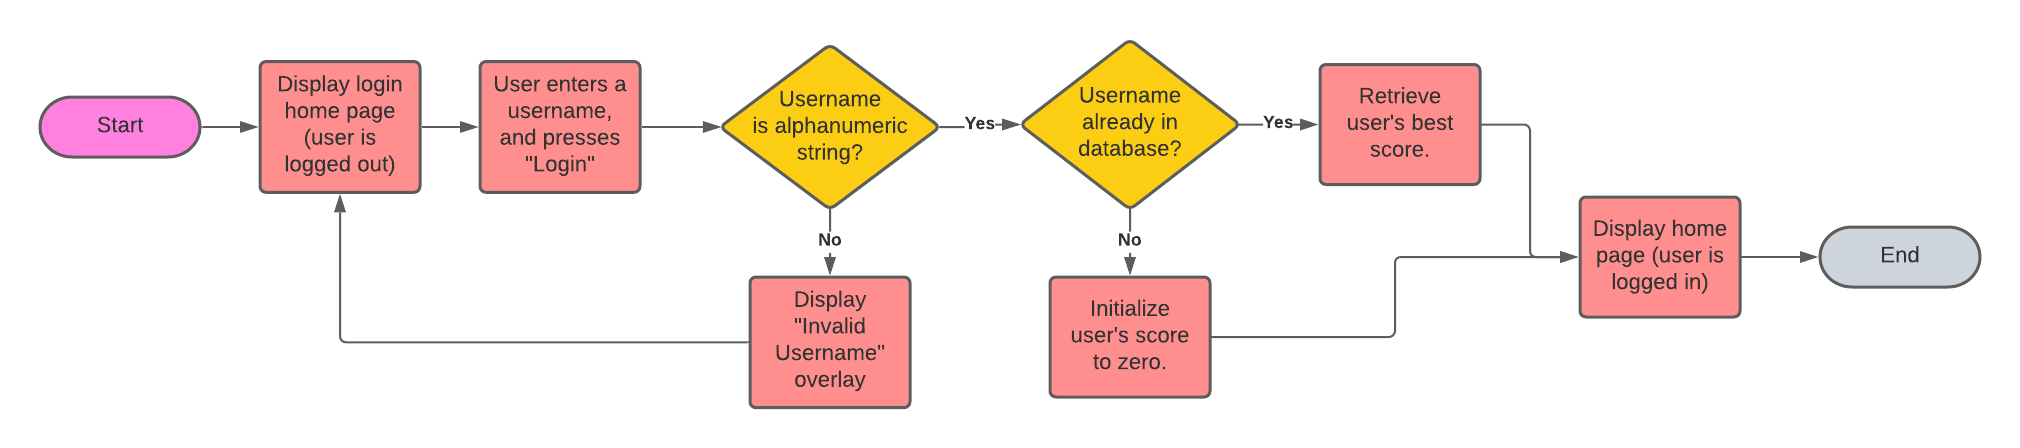 Start
Display login
home page
(user is
logged out)
User enters a
username,
and presses
"Login"
Username
is alphanumeric
string?
Yes
Username
already in
database?
Yes
Retrieve
user's best
score.
No
Display
"Invalid
Username"
overlay
No
Initialize
user's score
to zero.
Display home
page (user is
logged in)
End